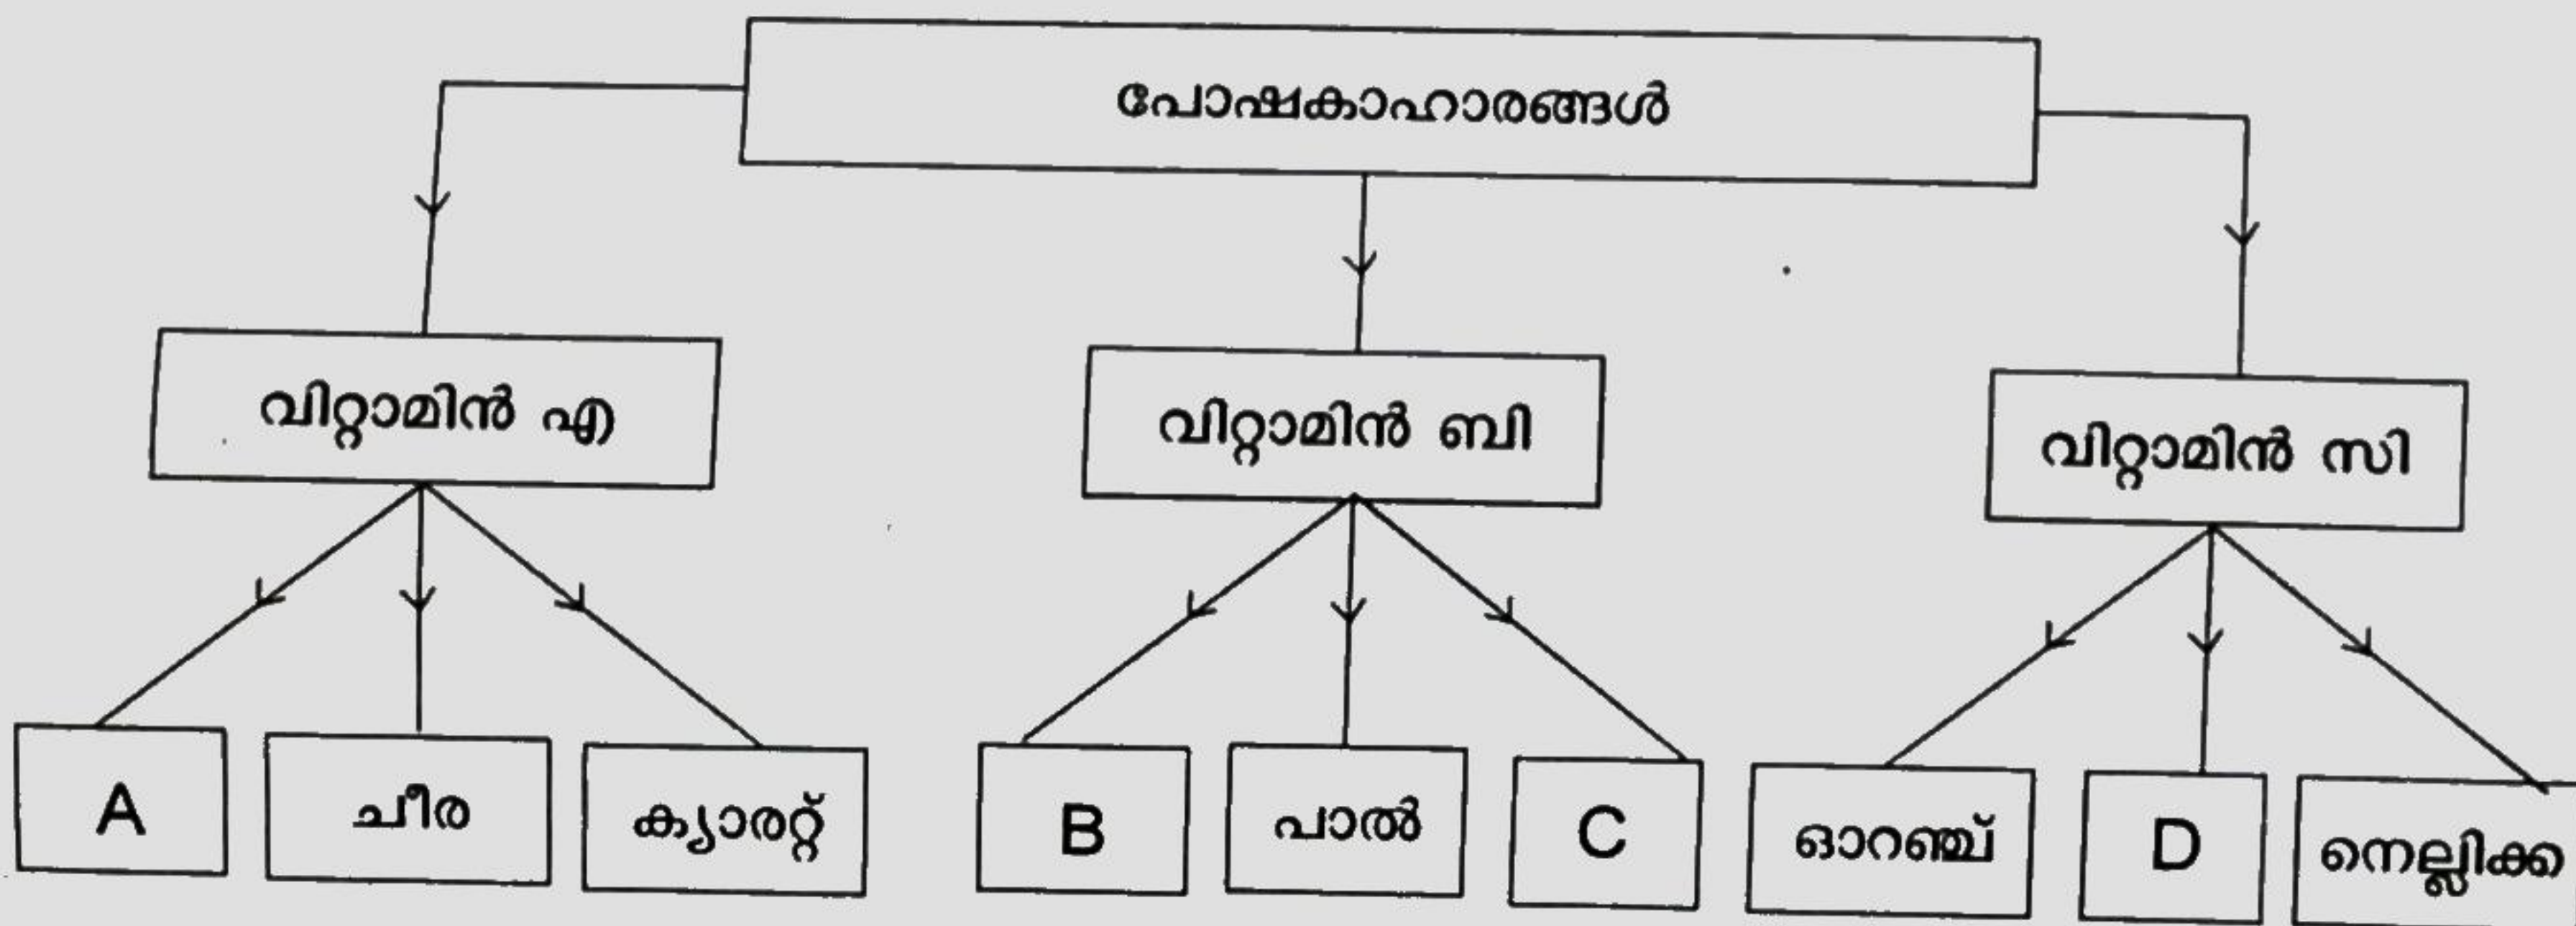 പോഷകാഹാരങ്ങൾ
വിറ്റാമിൻ എ
വിറ്റാമിൻ ബി
വിറ്റാമിൻ സി
A
ചീര
ക്യാരറ്റ്
B
പാൽ
C
ഓറഞ്ച്
D
നെല്ലിക്ക